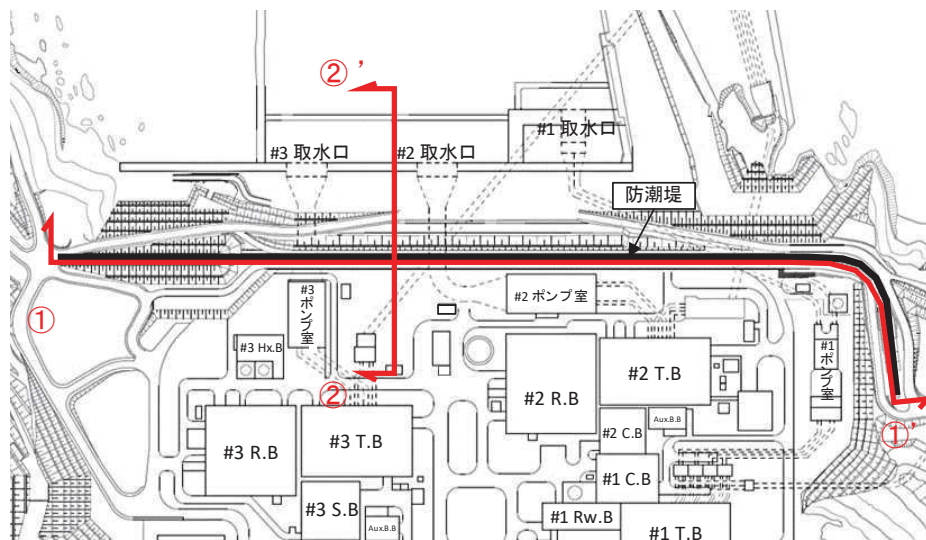 ②'
#1 取水口
#3 取水口
#2 取水口
防潮堤
①
#3 ポンプ室
#2 ポンプ室
#1 ポンプ室
#3 Hx.B
②
#2 R.B
#2 T.B
①'
#3 R.B
#3 T.B
#2 C.B
Aux.B.B
#1 C.B
#3 S.B
Aux.B.B
#1 Rw.B
#1 T.B